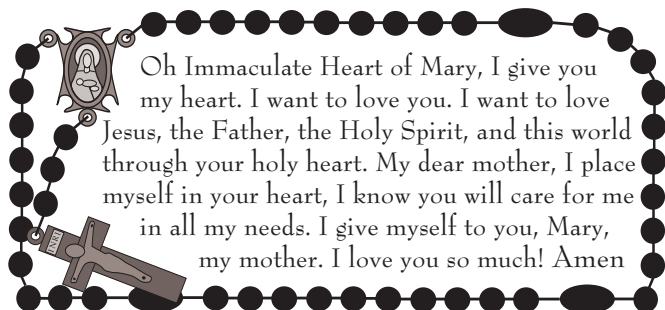 Oh Immaculate Heart of Mary, I give you
my heart. I want to love you. I want to love
Jesus, the Father, the Holy Spirit, and this world
through your holy heart. My dear mother, I place
myself in your heart, I know you will care for me
in all my needs. I give myself to you, Mary,
my mother. I love you so much! Amen
INRI